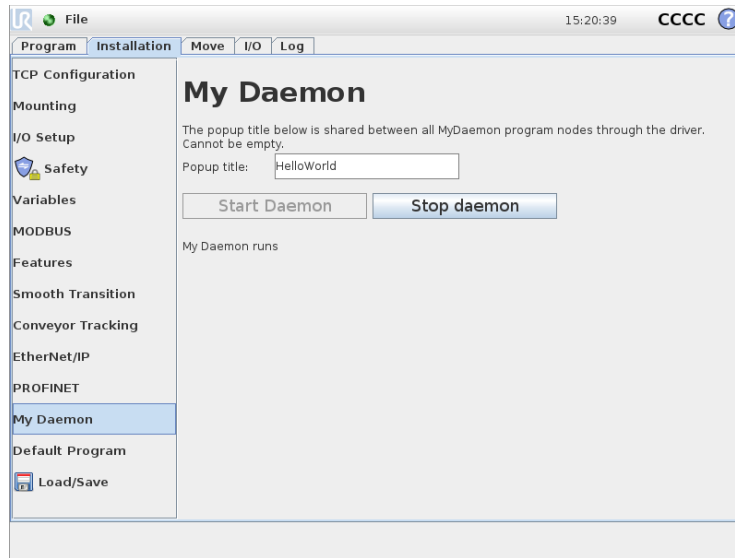 UR File 15:20:39 CCCC ?
Program Installation Move I/O Log
TCP Configuration
Mounting
I/O Setup
Safety
Variables
MODBUS
Features
Smooth Transition
Conveyor Tracking
EtherNet/IP
PROFINET
My Daemon
Default Program
Load/Save
My Daemon
The popup title below is shared between all MyDaemon program nodes through the driver.
Cannot be empty.
Popup title: HelloWorld
Start Daemon Stop daemon
My Daemon runs